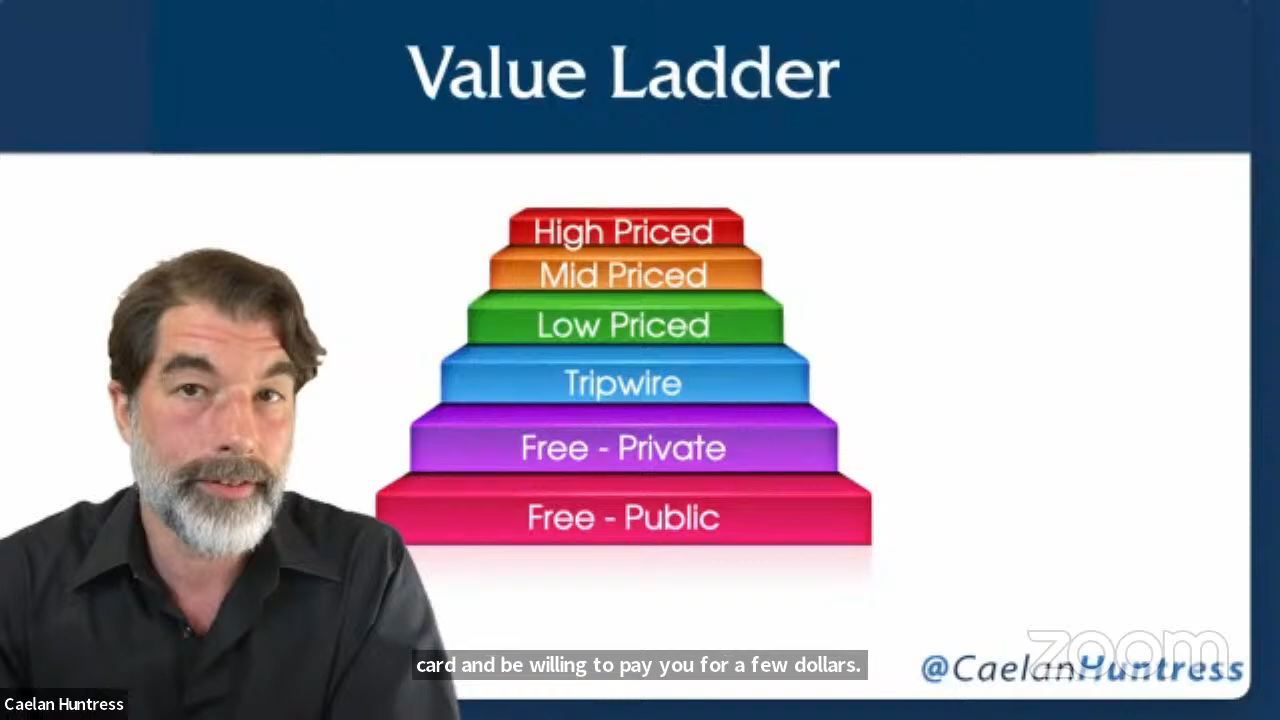 Value Ladder
High Priced
Mid Priced
Low Priced
Tripwire
Free - Private
Free - Public
card and be willing to pay you for a few dollars.
zoom
@CaelanHuntress
Caelan Huntress